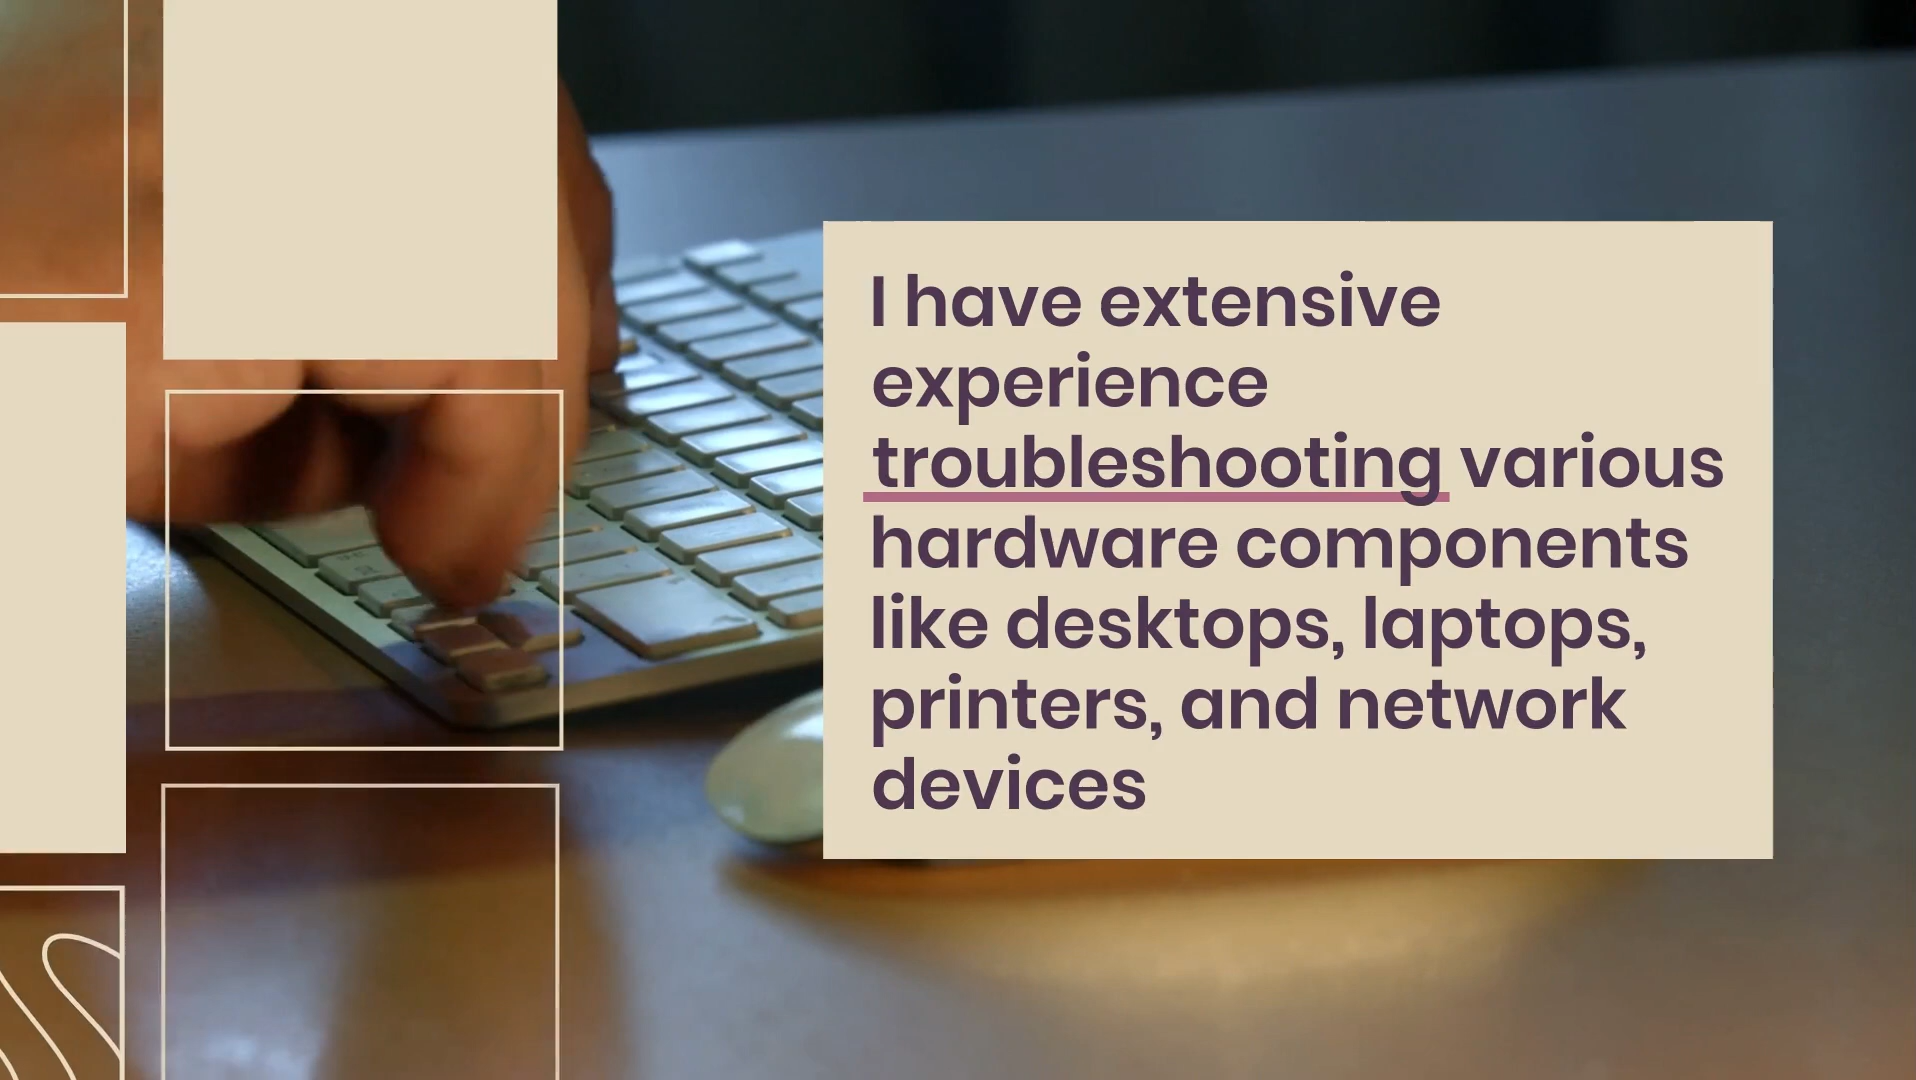 I have extensive
experience
troubleshooting various
hardware components
like desktops, laptops,
printers, and network
devices